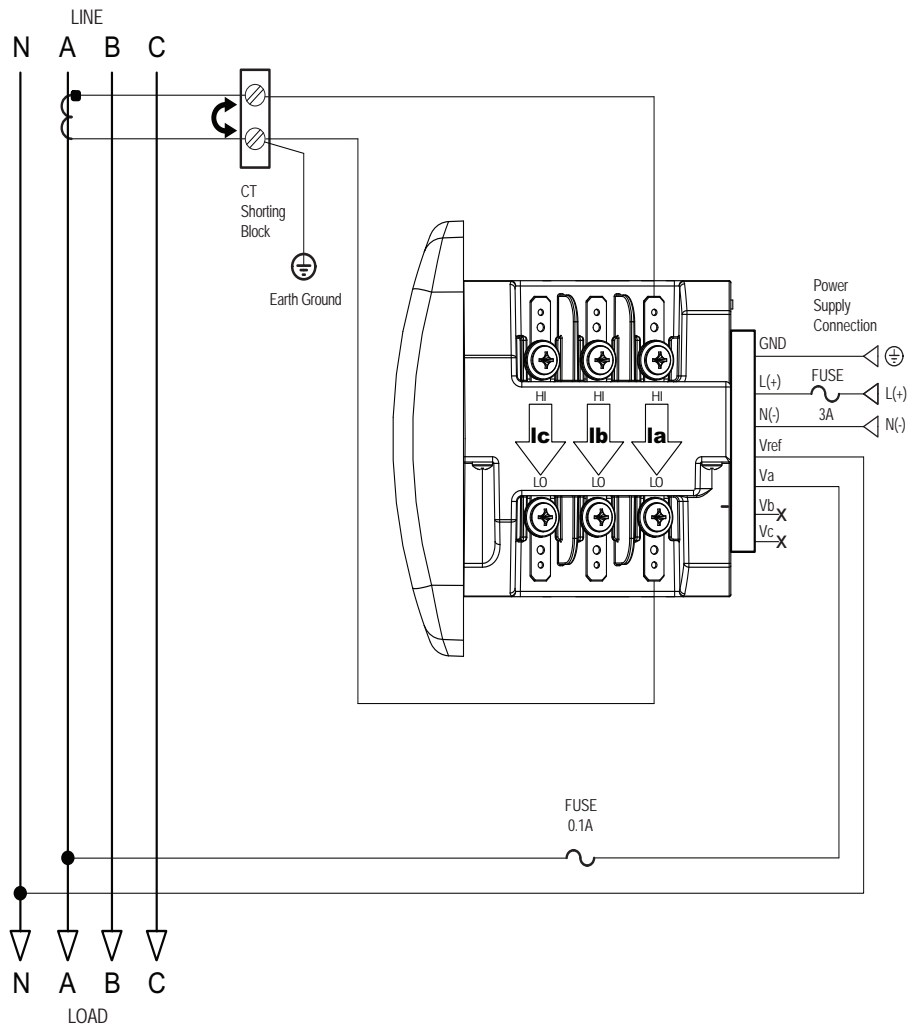 LINE
N A B C
CT
Shorting
Block
Earth Ground
Power
Supply
Connection
GND
L(+)
FUSE
3A
L(+)
N(-)
N(-)
Vref
Va
Vb
X
Vc
X
HI HI HI
Ic Ib Ia
LO LO LO
FUSE
0.1A
N A B C
LOAD